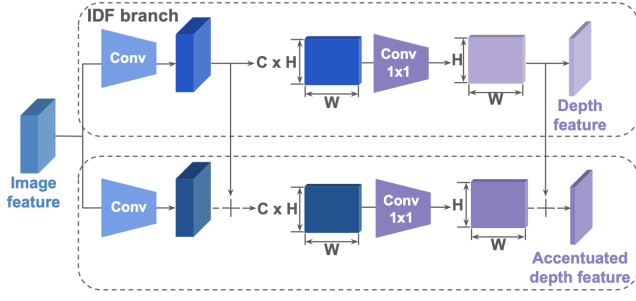 IDF branch
Conv
C x H
W
Conv
1x1
H
W
Depth
feature
Image
feature
Conv
C x H
W
Conv
1x1
H
W
Accentuated
depth feature